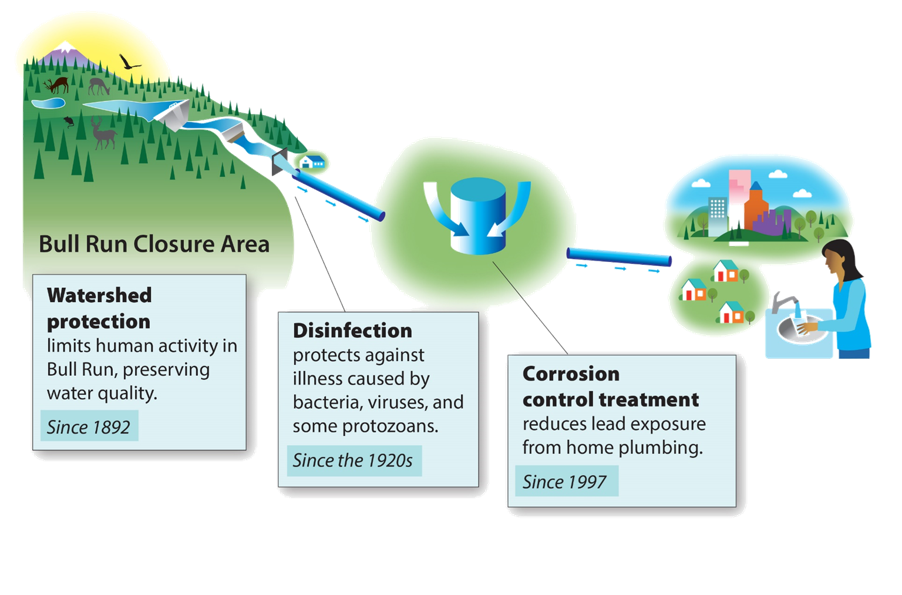 Bull Run Closure Area
Watershed
protection
limits human activity in
Bull Run, preserving
water quality.
Since 1892
Disinfection
protects against
illness caused by
bacteria, viruses, and
some protozoans.
Since the 1920s
Corrosion
control treatment
reduces lead exposure
from home plumbing.
Since 1997